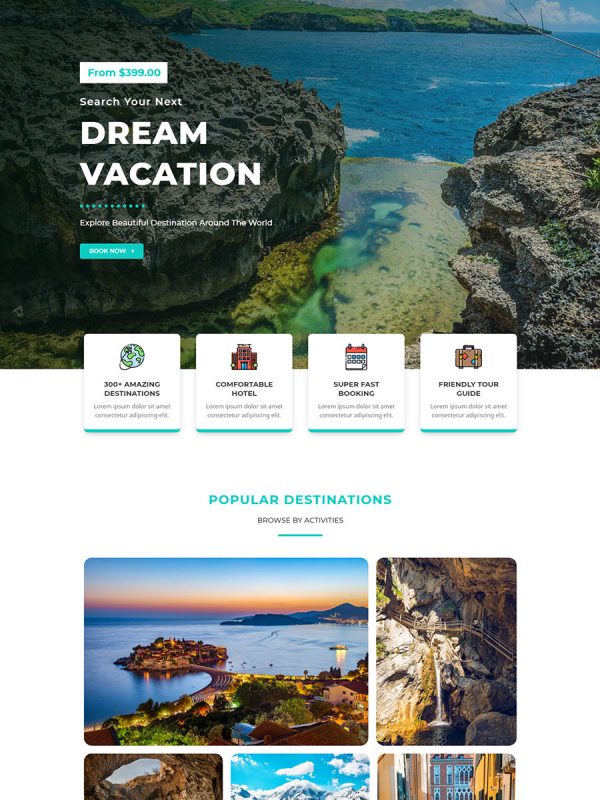 From $399.00
Search Your Next
DREAM
VACATION
Explore Beautiful Destination Around The World
BOOK NOW
300+ AMAZING
DESTINATIONS
Lorem ipsum dolor sit amet
consectetur adipiscing elit.
COMFORTABLE
HOTEL
Lorem ipsum dolor sit amet
consectetur adipiscing elit.
SUPER FAST
BOOKING
Lorem ipsum dolor sit amet
consectetur adipiscing elit.
FRIENDLY TOUR
GUIDE
Lorem ipsum dolor sit amet
consectetur adipiscing elit.
POPULAR DESTINATIONS
BROWSE BY ACTIVITIES